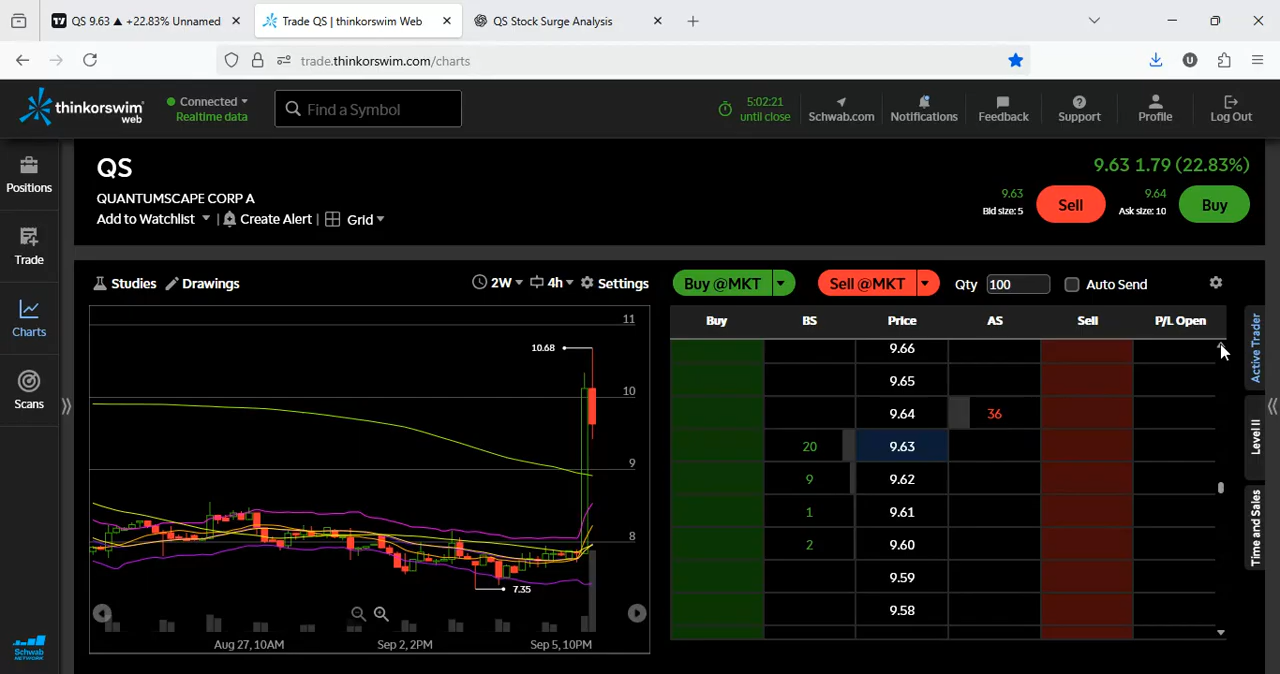 QS 9.63 ▲ +22.83% Unnamed
Trade QS | thinkorswim Web
QS Stock Surge Analysis
trade.thinkorswim.com/charts
thinkorswim
web
Connected
Realtime data
Find a Symbol
5:02:21
until close
Schwab.com
Notifications
Feedback
Support
Profile
Log Out
Positions
Trade
Charts
Scans
Schwab
NETWORK
QS
QUANTUMSCAPE CORP A
Add to Watchlist | Create Alert | Grid
9.63 1.79 (22.83%)
9.63
Bid size: 5
Sell
9.64
Ask size: 10
Buy
Studies Drawings
2W 4h Settings
11
10.68
10
9
8
7.35
Aug 27, 10AM Sep 2, 2PM Sep 5, 10PM
Buy @MKT Sell @MKT Qty 100 Auto Send
Buy BS Price AS Sell P/L Open
9.66
9.65
9.64 36
20 9.63
9 9.62
1 9.61
2 9.60
9.59
9.58
Active Trader
Level II
Time and Sales